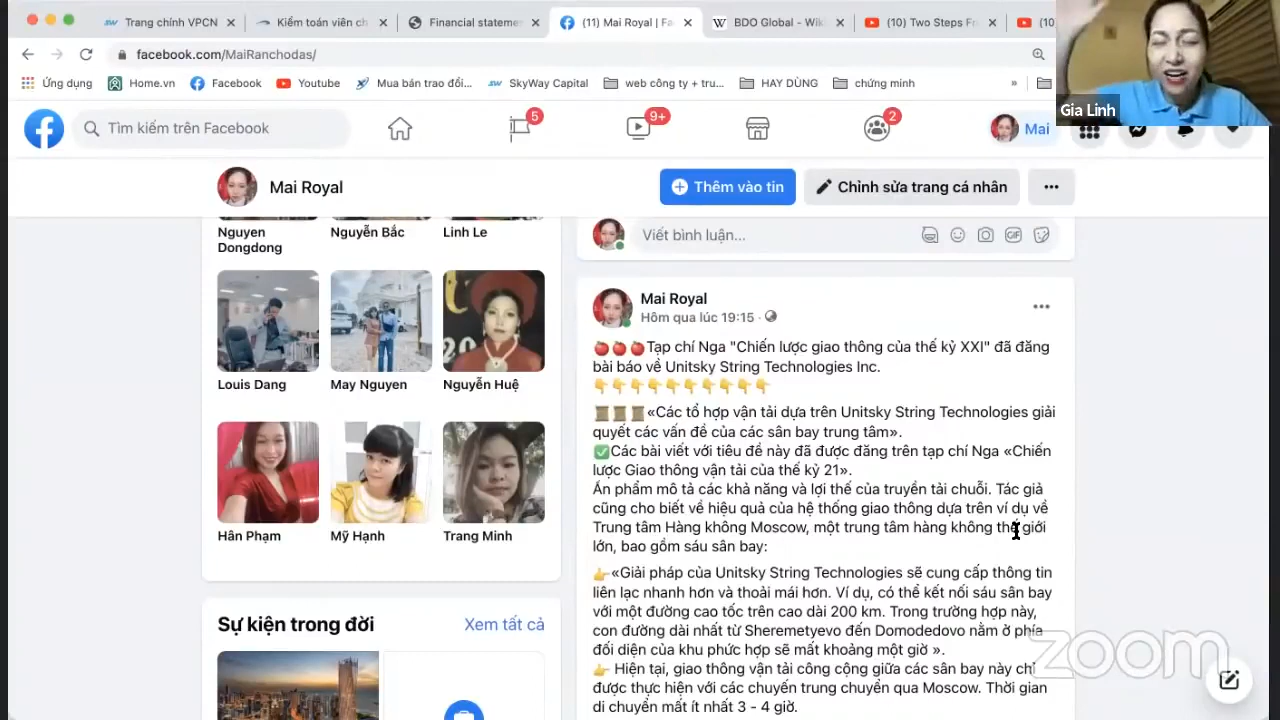 Trang chính VPCN
Kiểm toán viên ch
Financial stateme
(11) Mai Royal | Fa
BDO Global - Wik
(10) Two Steps Fr
(10
facebook.com/MaiRanchodas/
Ứng dụng
Home.vn
Facebook
Youtube
Mua bán trao đổi...
SkyWay Capital
web công ty + tru...
HAY DÙNG
chứng minh
»
Gia Linh
Tìm kiếm trên Facebook
5
9+
2
Mai
Mai Royal
Thêm vào tin
Chỉnh sửa trang cá nhân
Nguyen Dongdong
Nguyễn Bắc
Linh Le
Louis Dang
May Nguyen
Nguyễn Huệ
Hân Phạm
Mỹ Hạnh
Trang Minh
Sự kiện trong đời
Xem tất cả
Viết bình luận...
GIF
Mai Royal
Hôm qua lúc 19:15 ·
🍅🍅🍅Tạp chí Nga "Chiến lược giao thông của thế kỷ XXI" đã đăng
bài báo về Unitsky String Technologies Inc.
👇👇👇👇👇👇👇👇👇👇
📜📜📜«Các tổ hợp vận tải dựa trên Unitsky String Technologies giải
quyết các vấn đề của các sân bay trung tâm».
✅Các bài viết với tiêu đề này đã được đăng trên tạp chí Nga «Chiến
lược Giao thông vận tải của thế kỷ 21».
Ấn phẩm mô tả các khả năng và lợi thế của truyền tải chuỗi. Tác giả
cũng cho biết về hiệu quả của hệ thống giao thông dựa trên ví dụ về
Trung tâm Hàng không Moscow, một trung tâm hàng không thế giới
lớn, bao gồm sáu sân bay:
👉«Giải pháp của Unitsky String Technologies sẽ cung cấp thông tin
liên lạc nhanh hơn và thoải mái hơn. Ví dụ, có thể kết nối sáu sân bay
với một đường cao tốc trên cao dài 200 km. Trong trường hợp này,
con đường dài nhất từ Sheremetyevo đến Domodedovo nằm ở phía
đối diện của khu phức hợp sẽ mất khoảng một giờ ».
👉 Hiện tại, giao thông vận tải công cộng giữa các sân bay này chỉ
được thực hiện với các chuyến trung chuyển qua Moscow. Thời gian
di chuyển mất ít nhất 3 - 4 giờ.
zoom